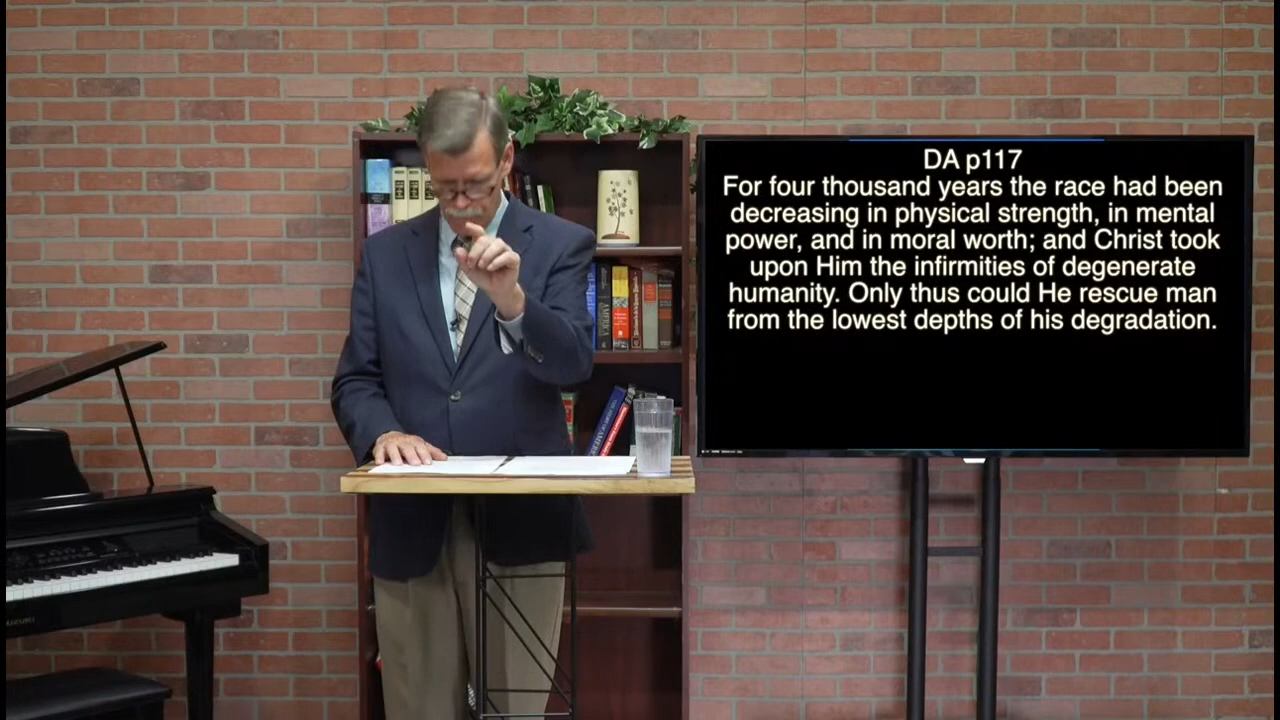 DA p117
For four thousand years the race had been
decreasing in physical strength, in mental
power, and in moral worth; and Christ took
upon Him the infirmities of degenerate
humanity. Only thus could He rescue man
from the lowest depths of his degradation.